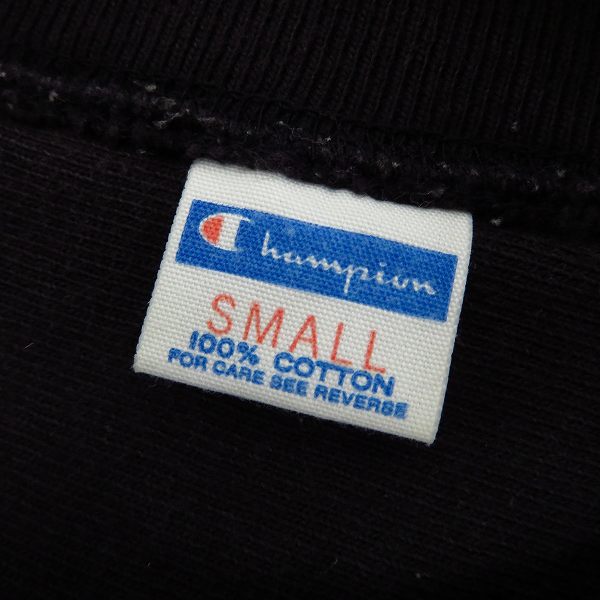 Champion
SMALL
100% COTTON
FOR CARE SEE REVERSE